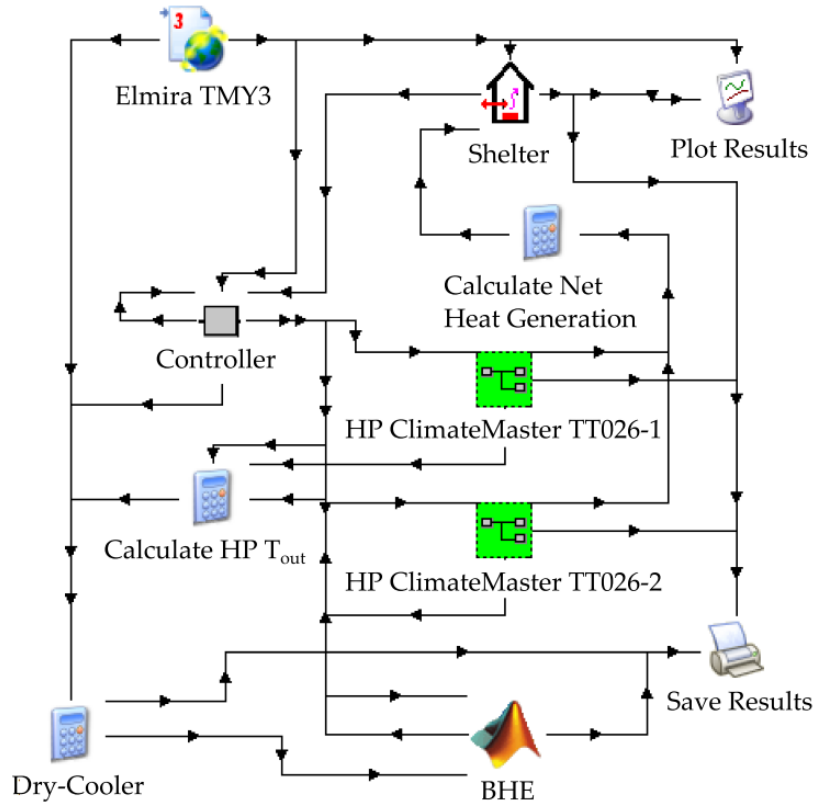 3
Elmira TMY3
Shelter
Plot Results
Calculate Net
Heat Generation
Controller
HP ClimateMaster TT026-1
Calculate HP Tout
HP ClimateMaster TT026-2
Save Results
Dry-Cooler
BHE